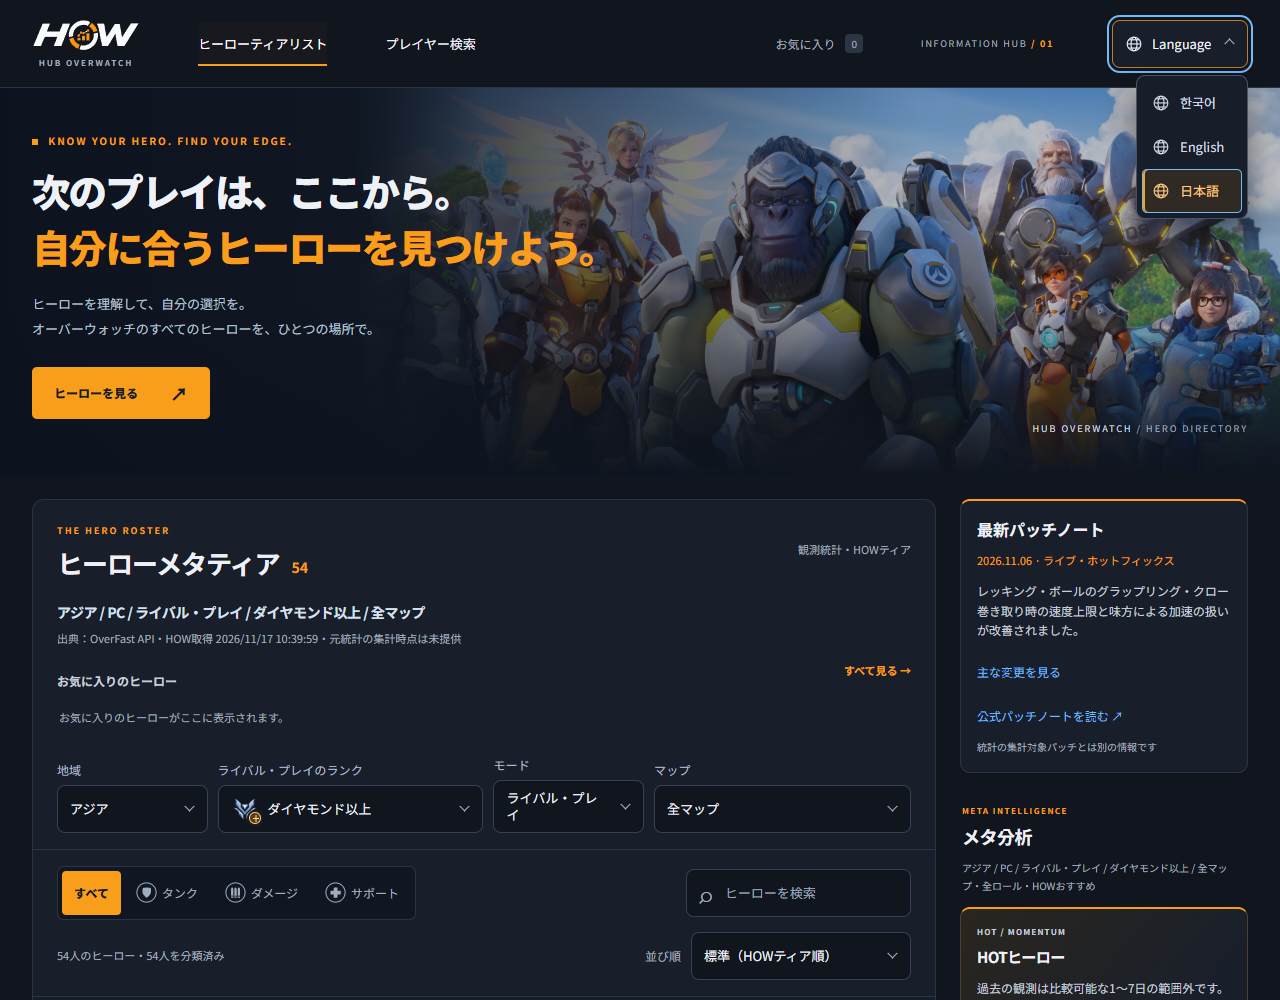 HOW
HUB OVERWATCH
ヒーローティアリスト
プレイヤー検索
お気に入り 0
INFORMATION HUB / 01
Language
한국어
English
日本語
KNOW YOUR HERO. FIND YOUR EDGE.
次のプレイは、ここから。
自分に合うヒーローを見つけよう。
ヒーローを理解して、自分の選択を。
オーバーウォッチのすべてのヒーローを、ひとつの場所で。
ヒーローを見る ↗
HUB OVERWATCH / HERO DIRECTORY
THE HERO ROSTER
ヒーローメタティア 54
観測統計・HOWティア
アジア / PC / ライバル・プレイ / ダイヤモンド以上 / 全マップ
出典：OverFast API・HOW取得 2026/11/17 10:39:59・元統計の集計時点は未提供
お気に入りのヒーロー
すべて見る →
お気に入りのヒーローがここに表示されます。
地域
ライバル・プレイのランク
モード
マップ
アジア
ダイヤモンド以上
ライバル・プレ
イ
全マップ
すべて
タンク
ダメージ
サポート
ヒーローを検索
54人のヒーロー・54人を分類済み
並び順
標準（HOWティア順）
最新パッチノート
2026.11.06・ライブ・ホットフィックス
レッキング・ボールのグラップリング・クロー
巻き取り時の速度上限と味方による加速の扱い
が改善されました。
主な変更を見る
公式パッチノートを読む ↗
統計の集計対象パッチとは別の情報です
META INTELLIGENCE
メタ分析
アジア / PC / ライバル・プレイ / ダイヤモンド以上 / 全マッ
プ・全ロール・HOWおすすめ
HOT / MOMENTUM
HOTヒーロー
過去の観測は比較可能な1〜7日の範囲外です。